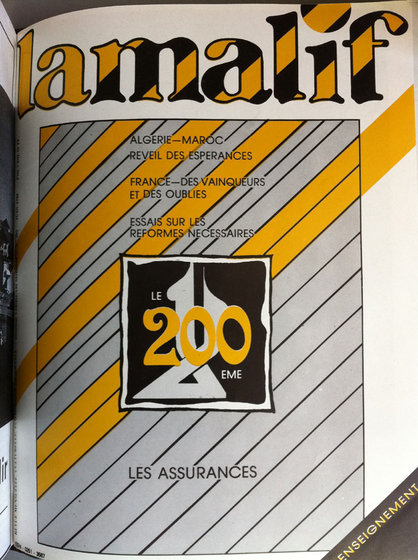 lamalif
ALGERIE—MAROC
REVEIL DES ESPERANCES
FRANCE—DES VAINQUEURS
ET DES OUBLIES
ESSAIS SUR LES
REFORMES NECESSAIRES
LE
200
EME
LES ASSURANCES
ENSEIGNEMENT